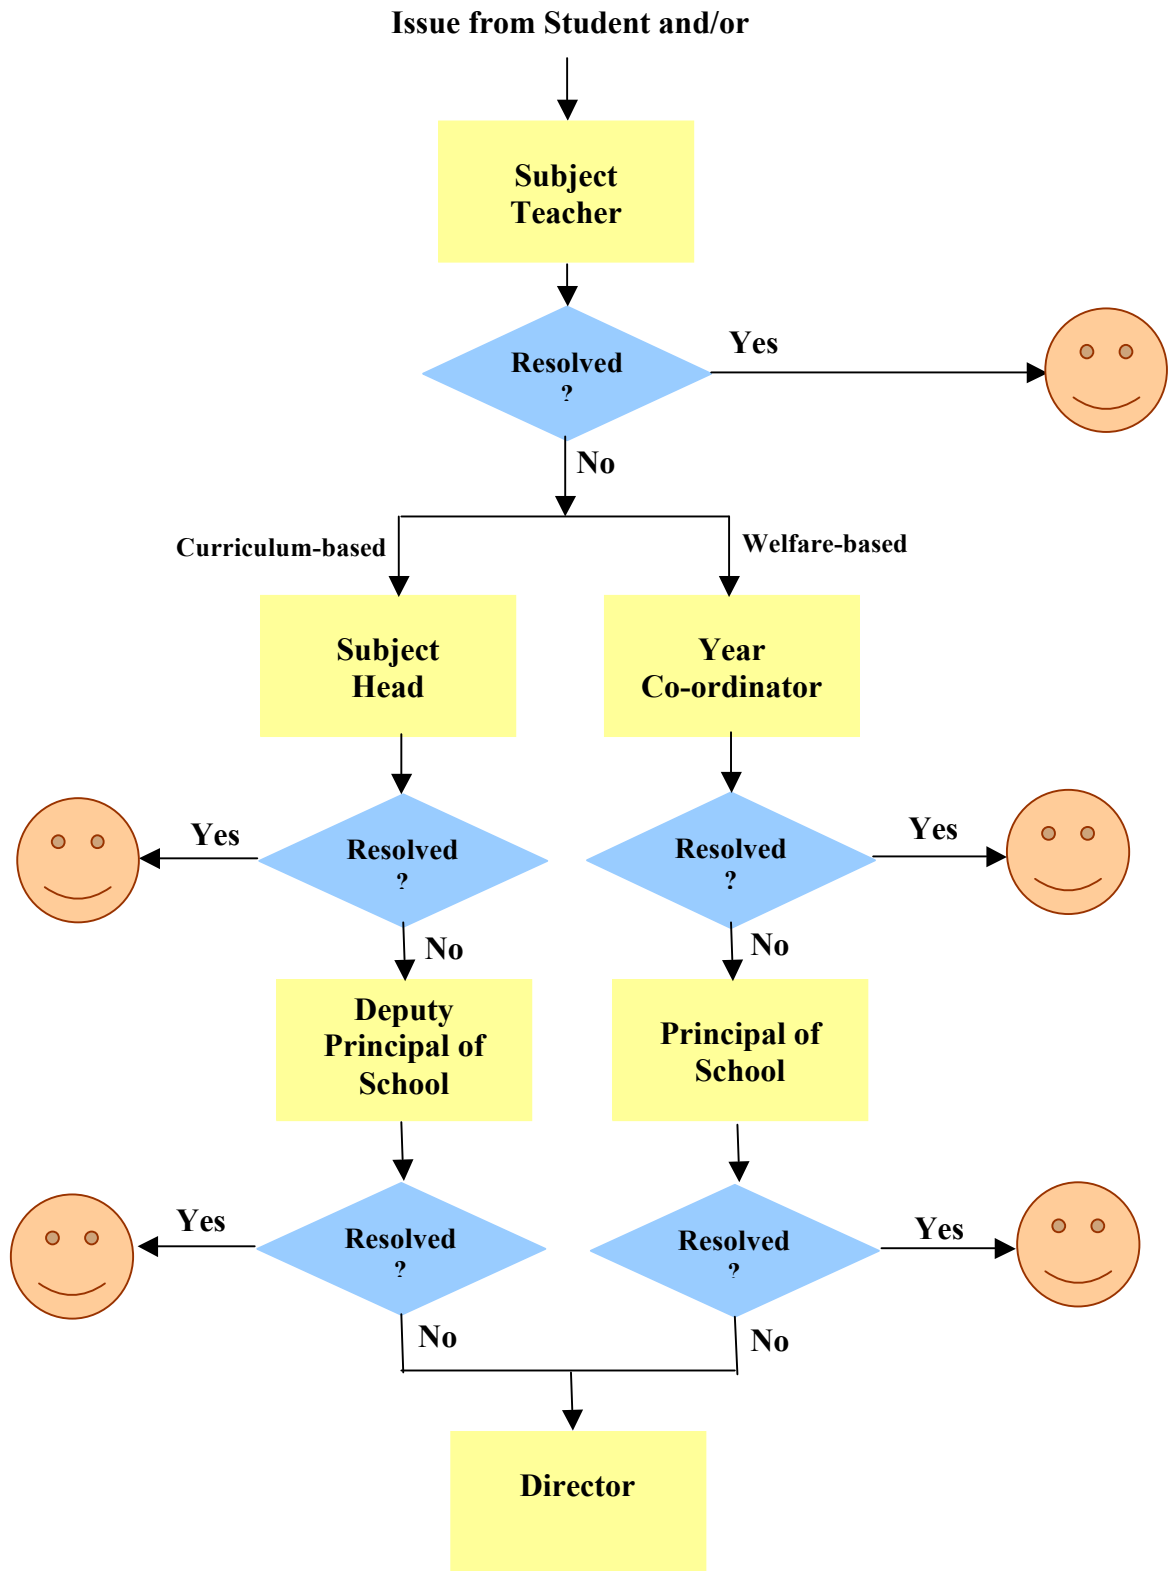 Issue from Student and/or
Subject
Teacher
Resolved
?
Yes
No
Curriculum-based
Welfare-based
Subject
Head
Year
Co-ordinator
Yes
Resolved
?
Resolved
?
Yes
No
No
Deputy
Principal of
School
Principal of
School
Yes
Resolved
?
Resolved
?
Yes
No
No
Director